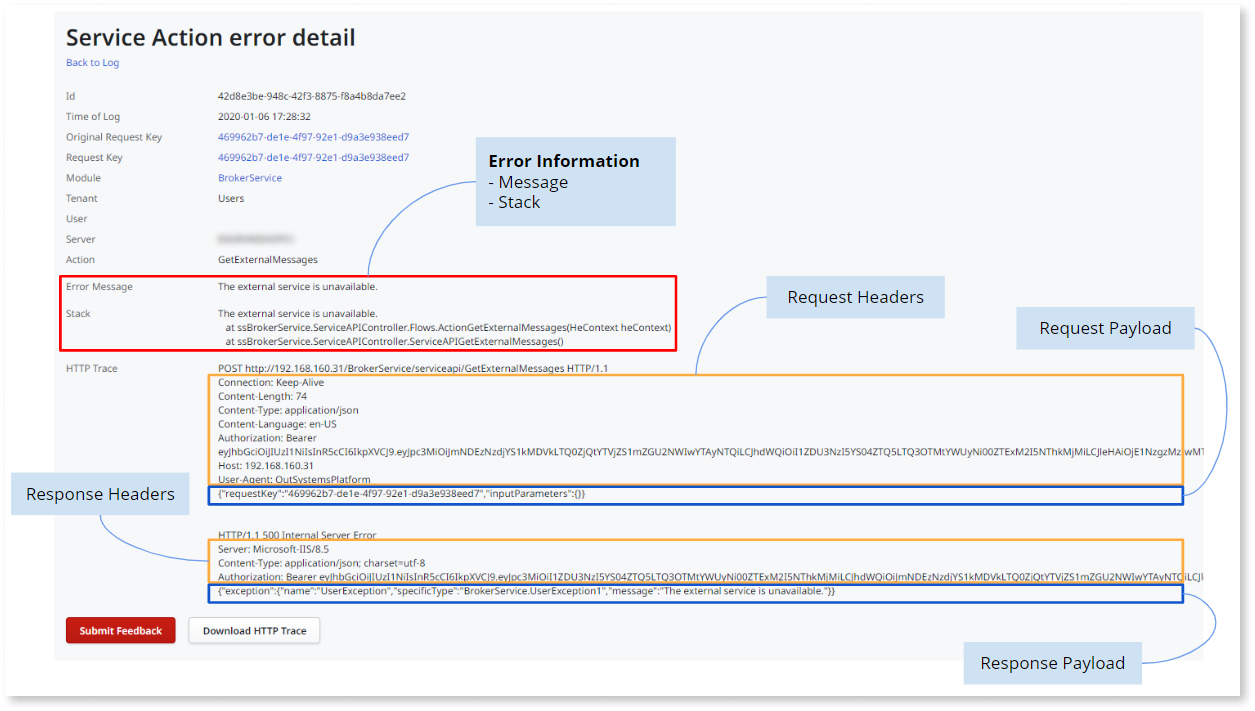 Service Action error detail
Back to Log
Id 42d8e3be-948c-42f3-8875-f8a4b8da7ee2
Time of Log 2020-01-06 17:28:32
Original Request Key 469962b7-de1e-4f97-92e1-d9a3e938eed7
Request Key 469962b7-de1e-4f97-92e1-d9a3e938eed7
Module BrokerService
Tenant Users
User
Server
Action GetExternalMessages
Error Information
- Message
- Stack
Error Message The external service is unavailable.
Stack The external service is unavailable.
at ssBrokerService.ServiceAPIController.Flows.ActionGetExternalMessages(HeContext heContext)
at ssBrokerService.ServiceAPIController.ServiceAPIGetExternalMessages()
Request Headers
Request Payload
HTTP Trace POST http://192.168.160.31/BrokerService/serviceapi/GetExternalMessages HTTP/1.1
Connection: Keep-Alive
Content-Length: 74
Content-Type: application/json
Content-Language: en-US
Authorization: Bearer
Host: 192.168.160.31
User-Agent: OutSystemsPlatform
{"requestKey":"469962b7-de1e-4f97-92e1-d9a3e938eed7","inputParameters":{}}
Response Headers
HTTP/1.1 500 Internal Server Error
Server: Microsoft-IIS/8.5
Content-Type: application/json; charset=utf-8
Authorization: Bearer
{"exception":{"name":"UserException","specificType":"BrokerService.UserException1","message":"The external service is unavailable."}}
Submit Feedback Download HTTP Trace
Response Payload